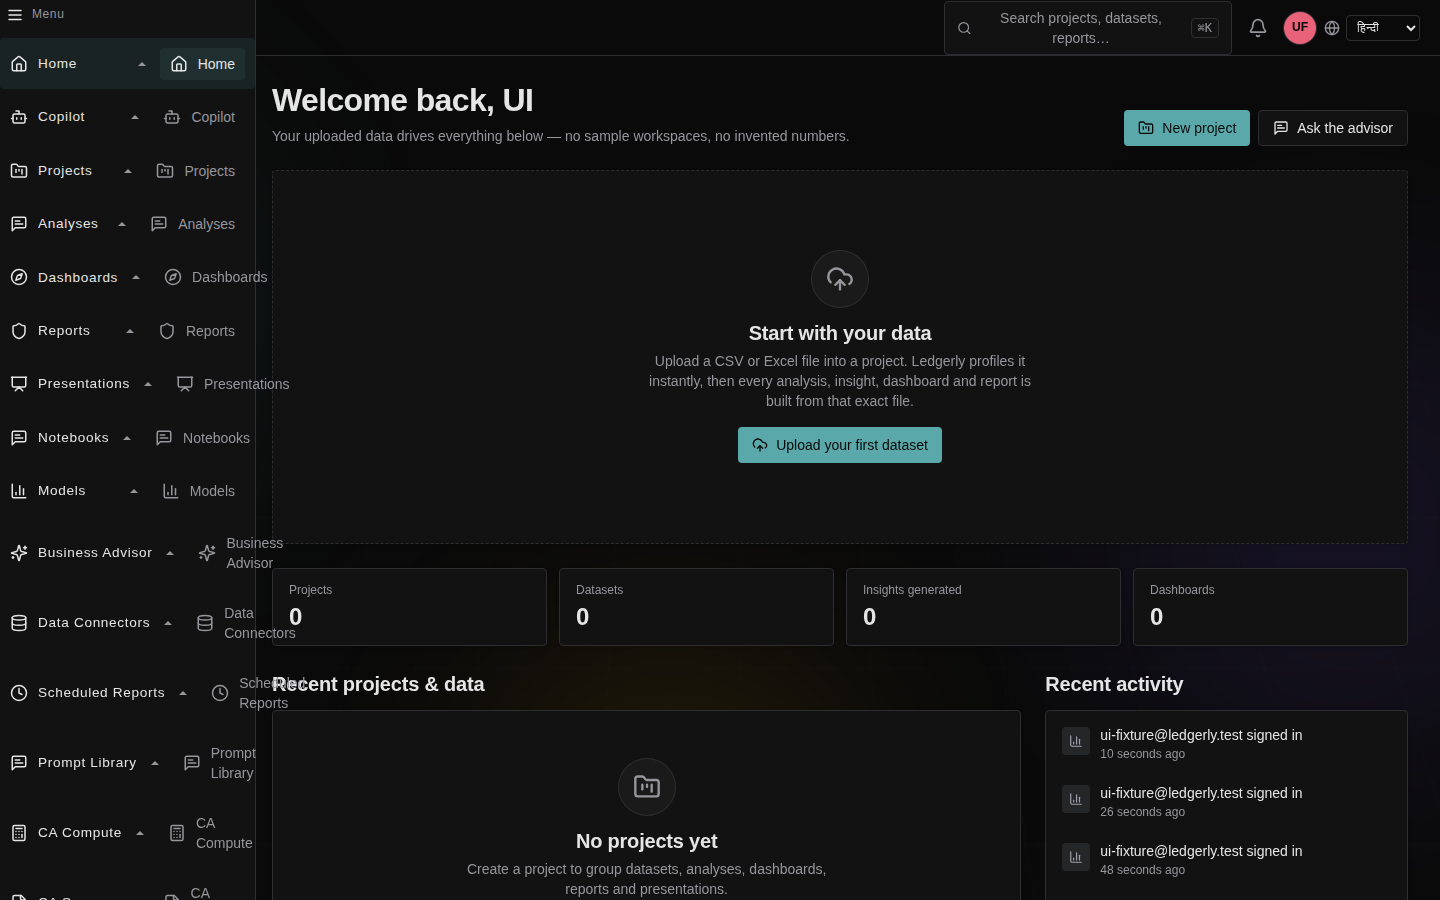 Menu
Search projects, datasets,
reports…
⌘K
UF
हिन्दी
Home
Home
Copilot
Copilot
Projects
Projects
Analyses
Analyses
Dashboards
Dashboards
Reports
Reports
Presentations
Presentations
Notebooks
Notebooks
Models
Models
Business Advisor
Business
Advisor
Data Connectors
Data
Connectors
Scheduled Reports
Scheduled
Reports
Prompt Library
Prompt
Library
CA Compute
CA
Compute
CA
Welcome back, UI
Your uploaded data drives everything below — no sample workspaces, no invented numbers.
New project
Ask the advisor
Start with your data
Upload a CSV or Excel file into a project. Ledgerly profiles it
instantly, then every analysis, insight, dashboard and report is
built from that exact file.
Upload your first dataset
Projects
0
Datasets
0
Insights generated
0
Dashboards
0
Recent projects & data
No projects yet
Create a project to group datasets, analyses, dashboards,
reports and presentations.
Recent activity
ui-fixture@ledgerly.test signed in
10 seconds ago
ui-fixture@ledgerly.test signed in
26 seconds ago
ui-fixture@ledgerly.test signed in
48 seconds ago